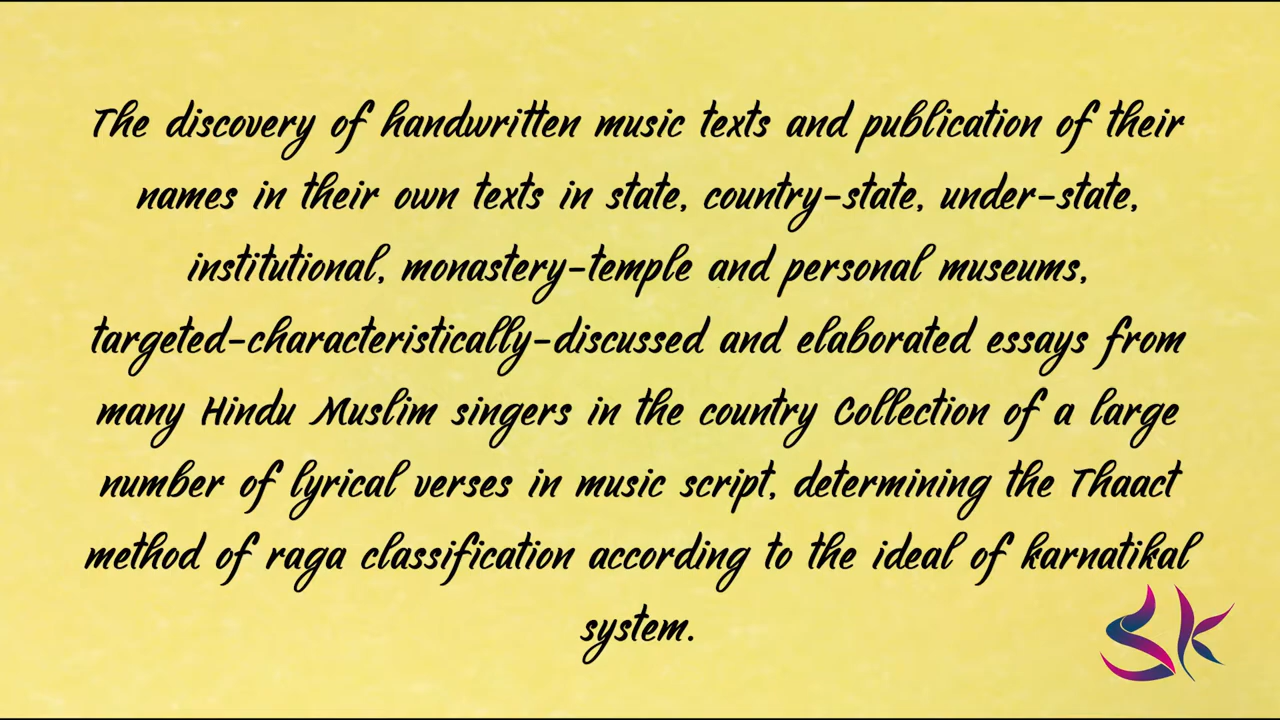 The discovery of handwritten music texts and publication of their
names in their own texts in state, country-state, under-state,
institutional, monastery-temple and personal museums,
targeted-characteristically-discussed and elaborated essays from
many Hindu Muslim singers in the country Collection of a large
number of lyrical verses in music script, determining the Thaact
method of raga classification according to the ideal of karnatikal
system.
SK